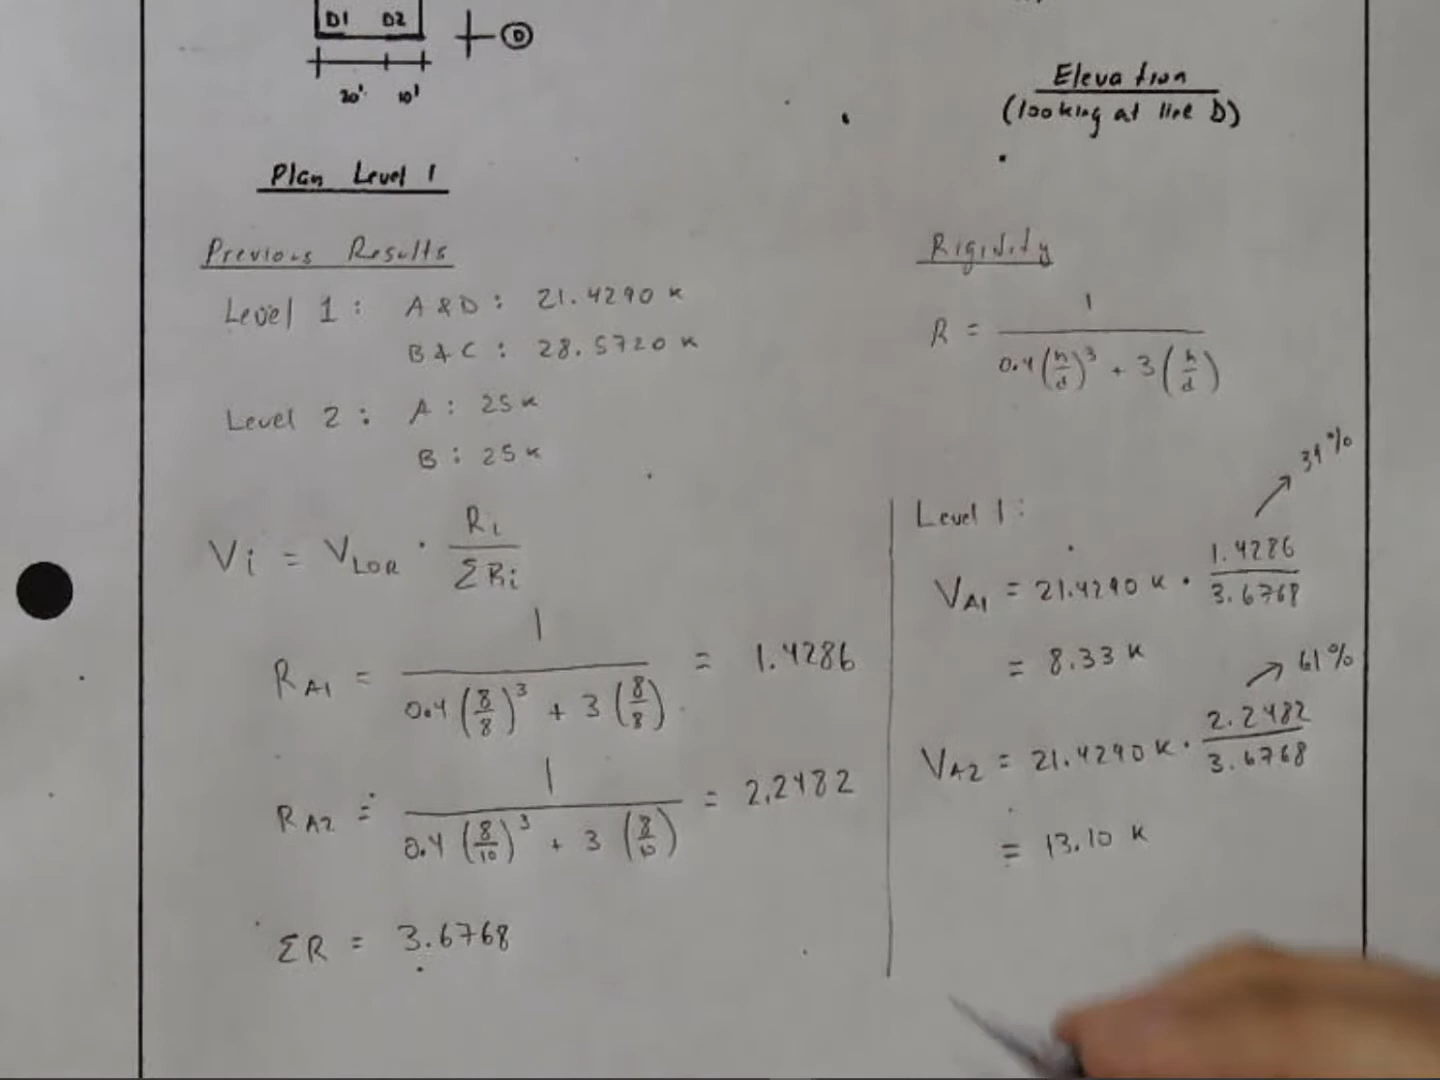 D1 D2
D
20' 10'
Plan Level 1
Elevation
(looking at line D)
Previous Results
Level 1: A & D: 21.4290 K
B & C: 28.5720 K
Level 2: A: 25 K
B: 25 K
Vi = VLOR · Ri / ΣRi
RA1 = 1 / 0.4 (8/8)^3 + 3 (8/8) = 1.4286
RA2 = 1 / 0.4 (8/10)^3 + 3 (8/10) = 2.2482
ΣR = 3.6768
Rigidity
R = 1 / 0.4 (h/d)^3 + 3 (h/d)
Level 1:
39%
VA1 = 21.4290 K · 1.4286 / 3.6768
= 8.33 K
61%
VA2 = 21.4290 K · 2.2482 / 3.6768
= 13.10 K